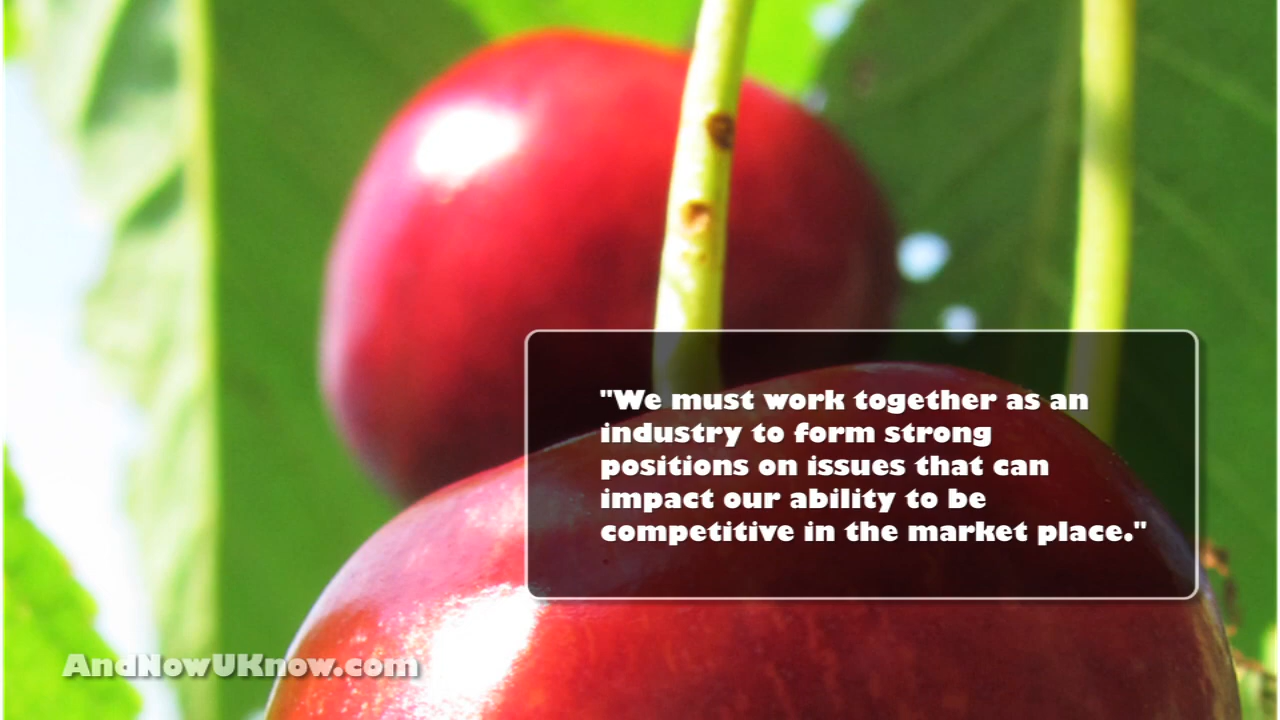 "We must work together as an
industry to form strong
positions on issues that can
impact our ability to be
competitive in the market place."
AndNowUKnow.com